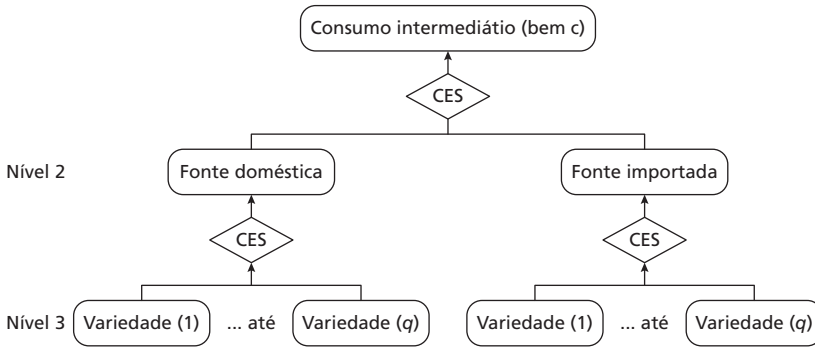 Consumo intermediátio (bem c)
CES
Nível 2
Fonte doméstica
Fonte importada
CES
CES
Nível 3
Variedade (1)
... até
Variedade (q)
Variedade (1)
... até
Variedade (q)